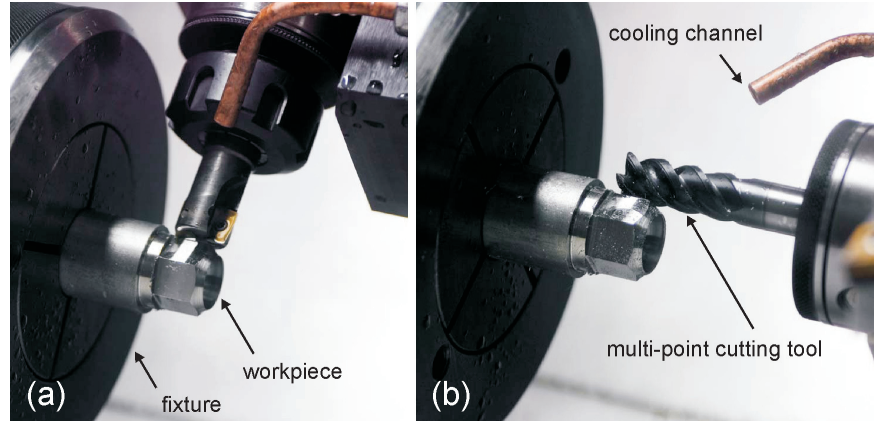 cooling channel
multi-point cutting tool
workpiece
fixture
(a)
(b)